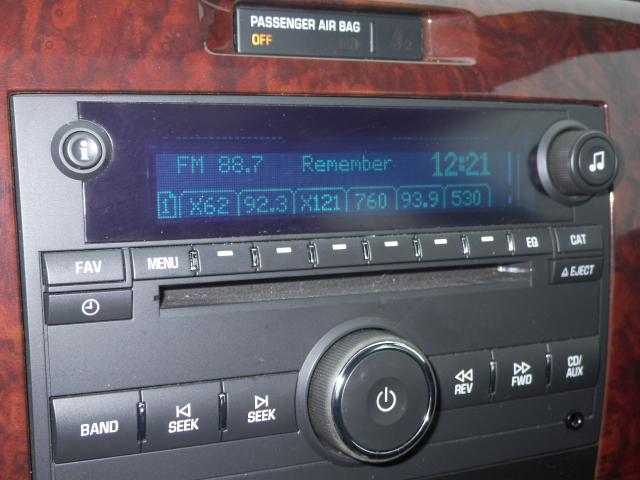 PASSENGER AIR BAG
OFF
FM 88.7 Remember 12:21
1 X62 92.3 X121 760 93.9 530
FAV MENU EQ CAT
EJECT
BAND SEEK SEEK REV FWD CD/AUX